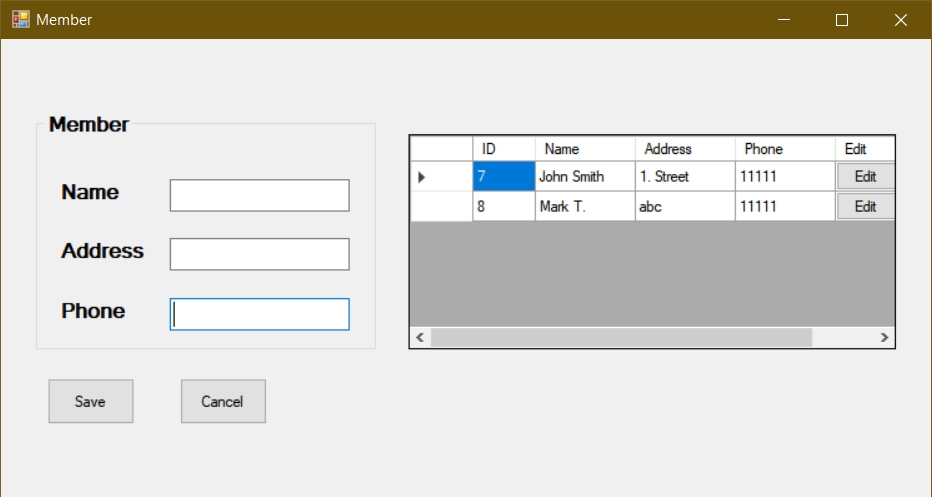 Member
Member
Name
Address
Phone
Save Cancel
ID Name Address Phone Edit
7 John Smith 1. Street 11111 Edit
8 Mark T. abc 11111 Edit